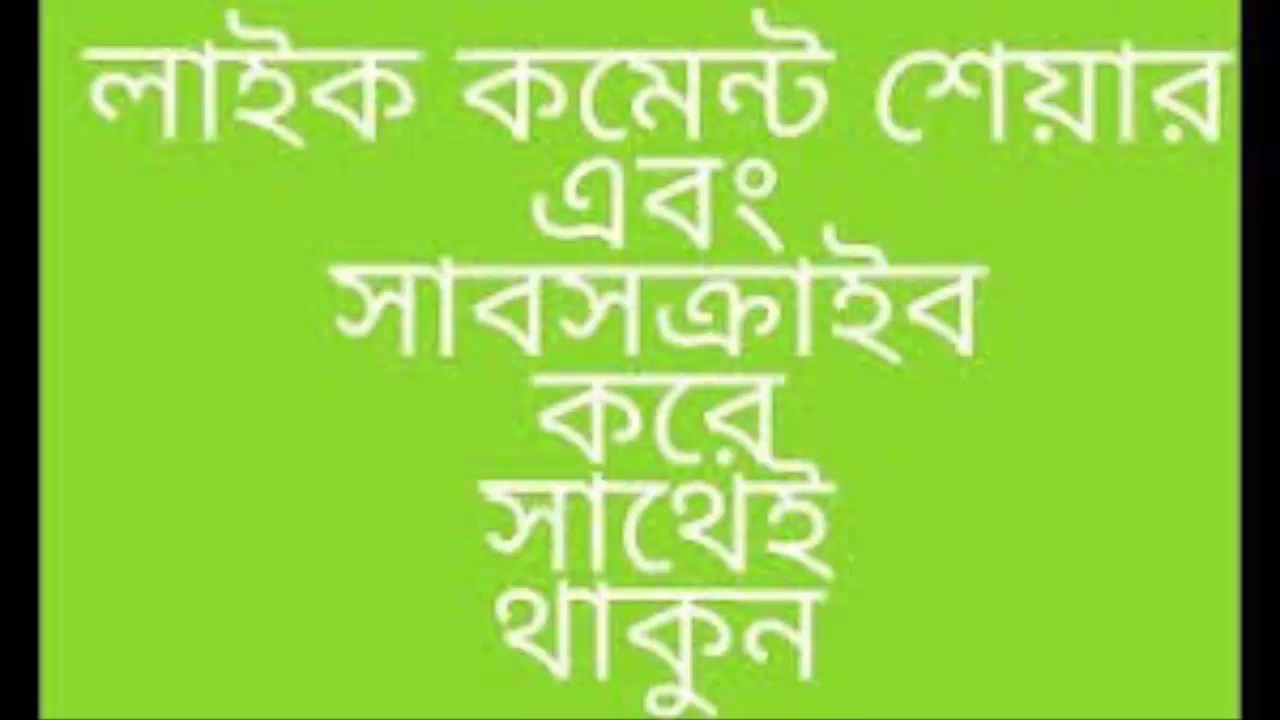 লাইক কমেন্ট শেয়ার
এবং
সাবসক্রাইব
করে
সাথেই
থাকুন